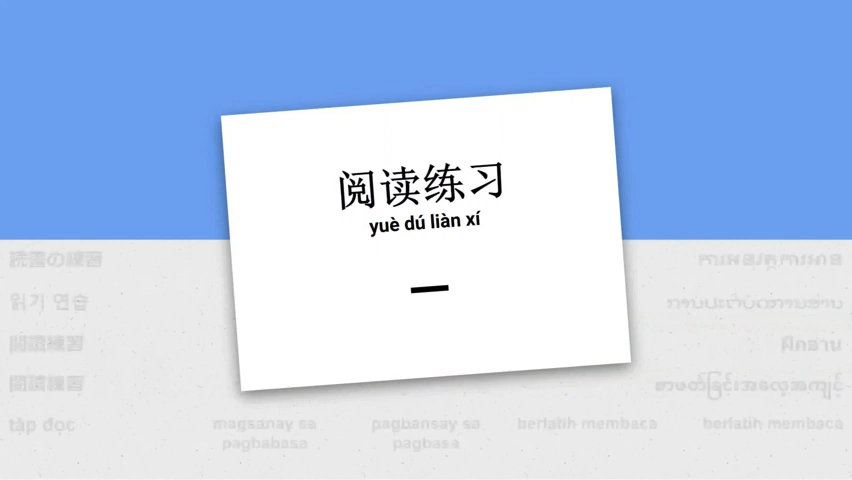 阅读练习
yuè dú liàn xí
一
読書の練習
읽기 연습
閱讀練習
閱讀練習
tập đọc
magsanay sa
pagbabasa
pagbansay sa
pagbasa
berlatih membaca
berlatih membaca
ฝึกอ่าน